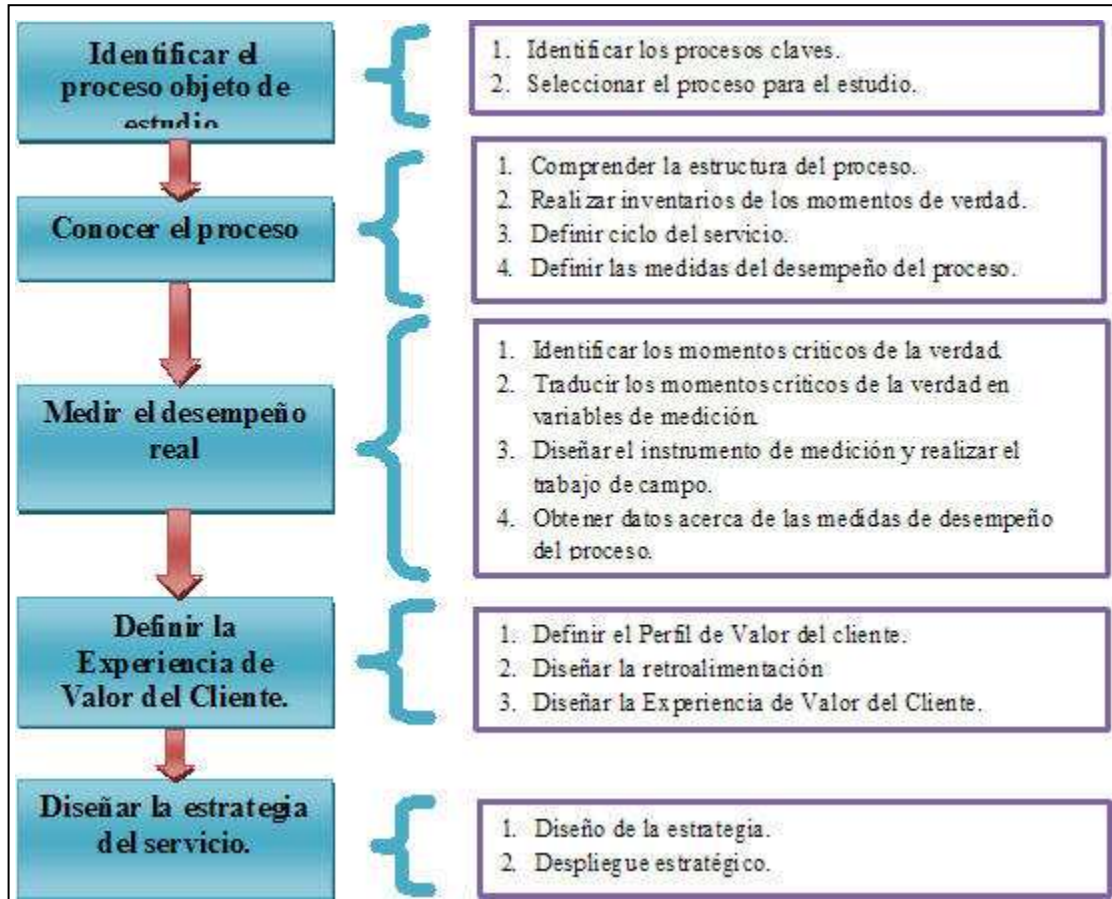 Identificar el
proceso objeto de
estudio
1. Identificar los procesos claves.
2. Seleccionar el proceso para el estudio.
Conocer el proceso
1. Comprender la estructura del proceso.
2. Realizar inventarios de los momentos de verdad.
3. Definir ciclo del servicio.
4. Definir las medidas del desempeño del proceso.
Medir el desempeño
real
1. Identificar los momentos criticos de la verdad.
2. Traducir los momentos criticos de la verdad en
variables de medición.
3. Diseñar el instrumento de medición y realizar el
trabajo de campo.
4. Obtener datos acerca de las medidas de desempeño
del proceso.
Definir la
Experiencia de
Valor del Cliente.
1. Definir el Perfil de Valor del cliente.
2. Diseñar la retroalimentación
3. Diseñar la Experiencia de Valor del Cliente.
Diseñar la estrategia
del servicio.
1. Diseño de la estrategia.
2. Despliegue estratégico.